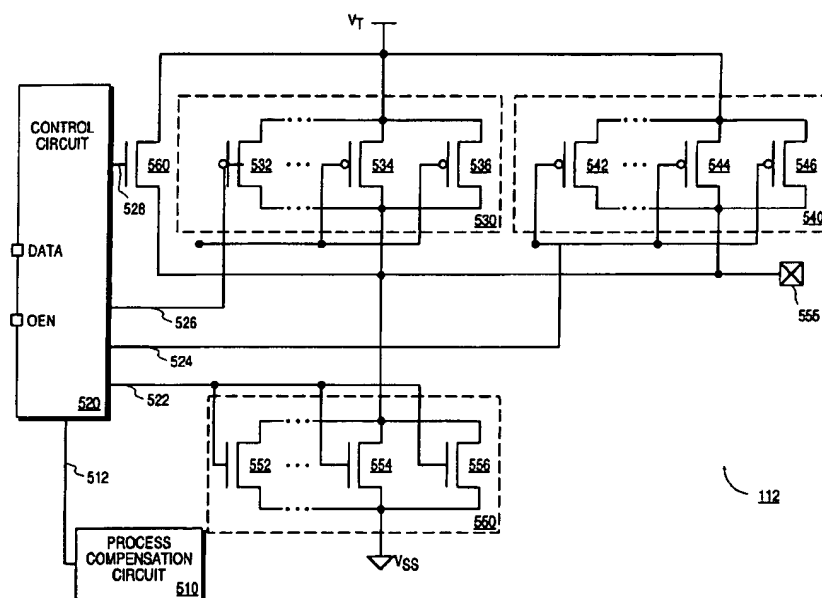 VT
CONTROL
CIRCUIT
560
528
532
534
536
530
542
544
546
540
DATA
OEN
526
524
522
520
555
512
552
554
556
550
112
PROCESS
COMPENSATION
CIRCUIT
510
VSS